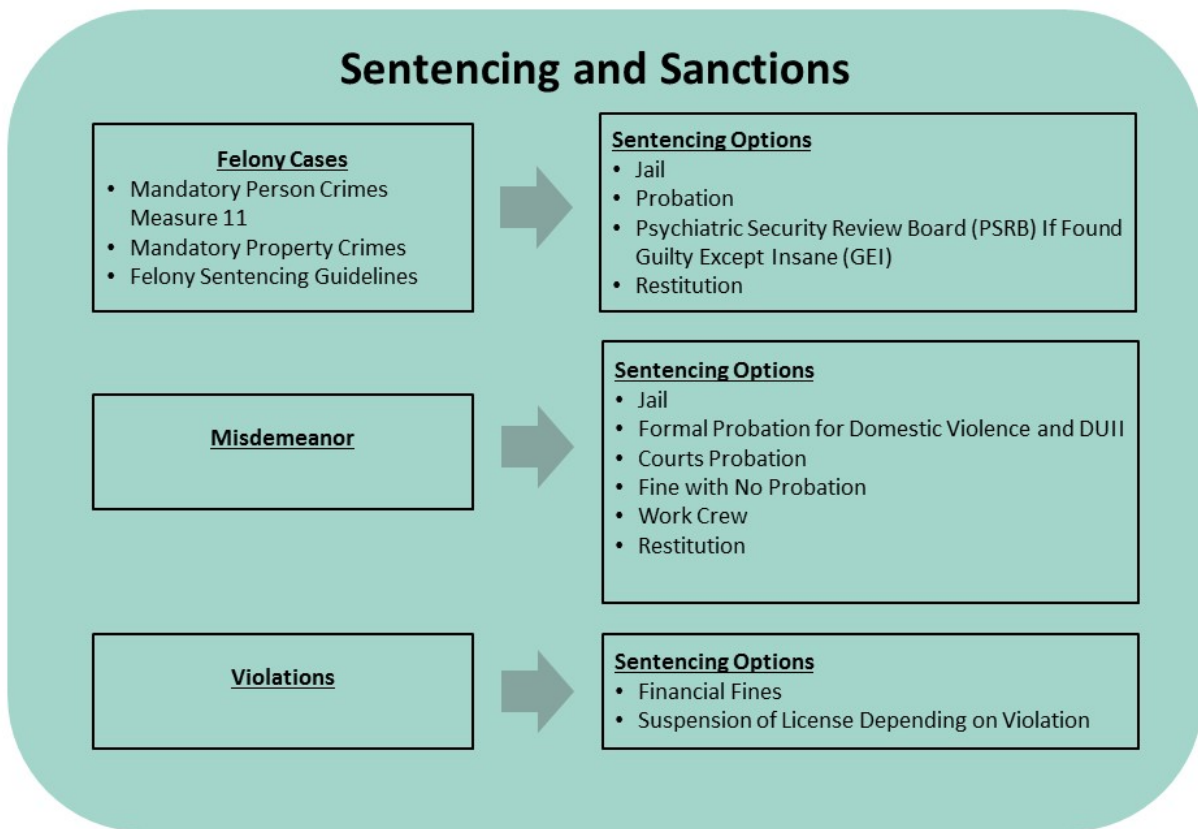 Sentencing and Sanctions
Felony Cases
• Mandatory Person Crimes
Measure 11
• Mandatory Property Crimes
• Felony Sentencing Guidelines
Sentencing Options
• Jail
• Probation
• Psychiatric Security Review Board (PSRB) If Found
Guilty Except Insane (GEI)
• Restitution
Misdemeanor
Sentencing Options
• Jail
• Formal Probation for Domestic Violence and DUII
• Courts Probation
• Fine with No Probation
• Work Crew
• Restitution
Violations
Sentencing Options
• Financial Fines
• Suspension of License Depending on Violation